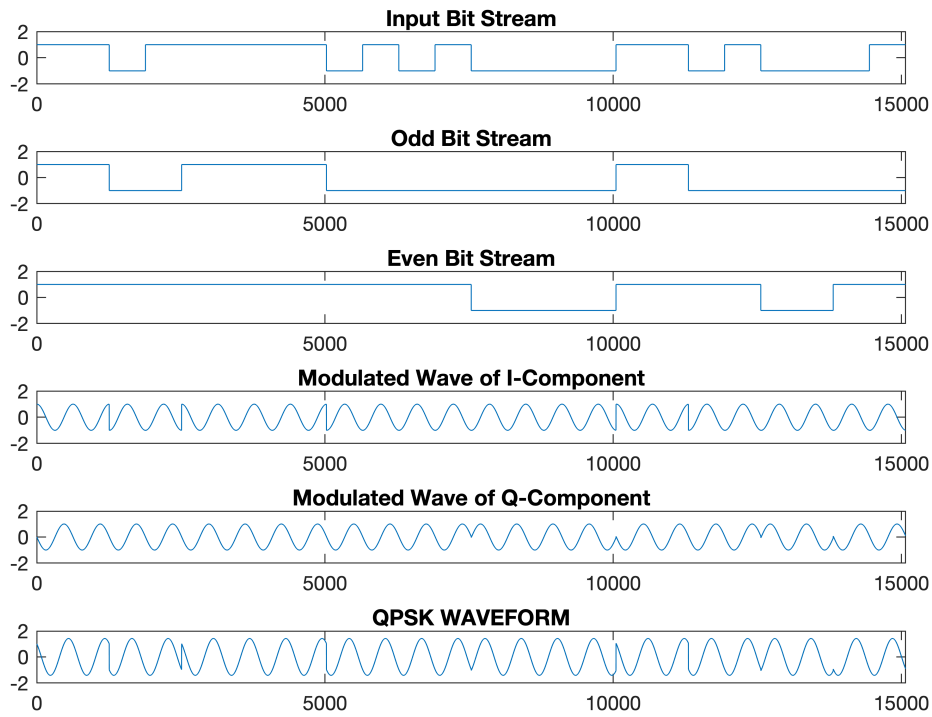 Input Bit Stream
2
0
-2
0 5000 10000 15000
Odd Bit Stream
2
0
-2
0 5000 10000 15000
Even Bit Stream
2
0
-2
0 5000 10000 15000
Modulated Wave of I-Component
2
0
-2
0 5000 10000 15000
Modulated Wave of Q-Component
2
0
-2
0 5000 10000 15000
QPSK WAVEFORM
2
0
-2
0 5000 10000 15000